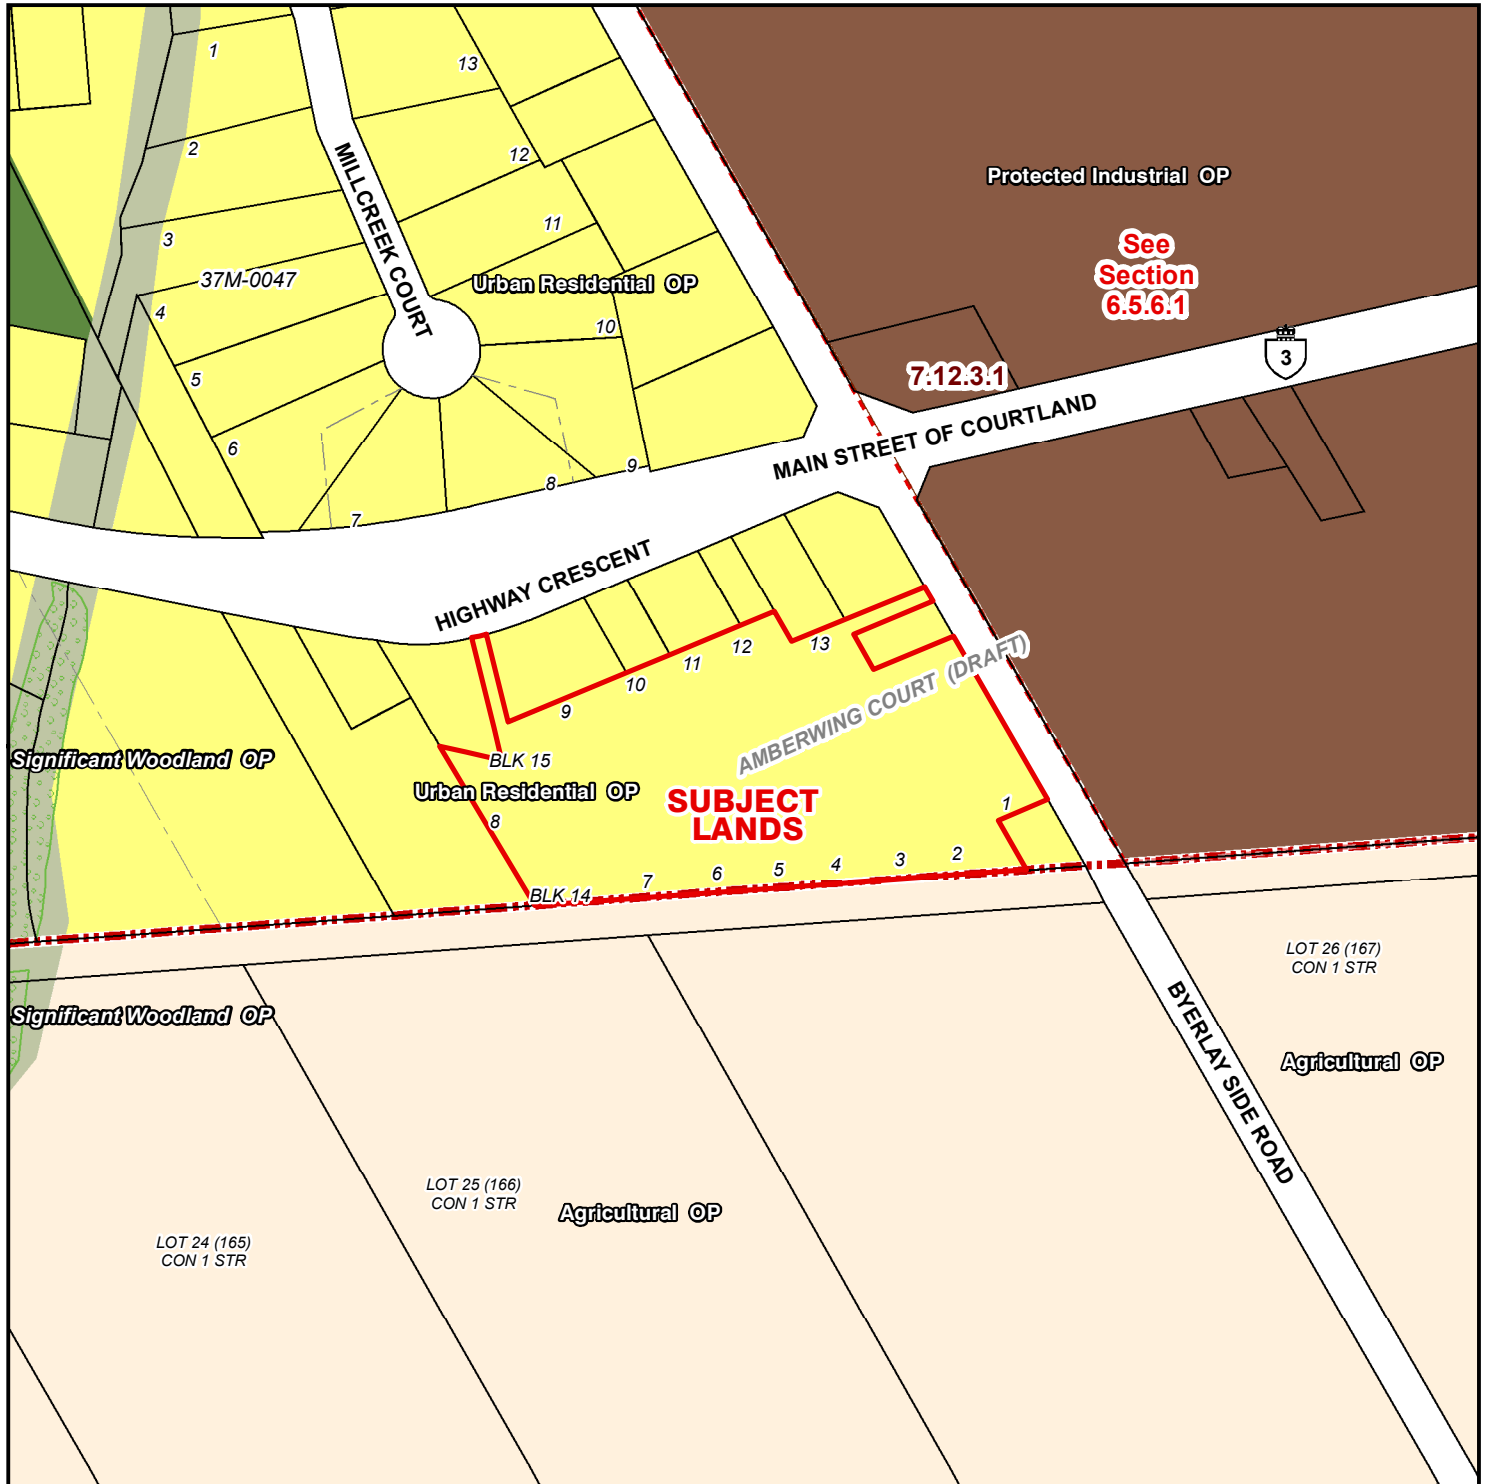 1
13
2
12
MILLCREEK COURT
Protected Industrial OP
11
3
See
Section
6.5.6.1
37M-0047
Urban Residential OP
4
10
3
5
7.12.3.1
MAIN STREET OF COURTLAND
6
9
8
7
HIGHWAY CRESCENT
13
12
11
10
9
AMBERWING COURT (DRAFT)
Significant Woodland OP
BLK 15
Urban Residential OP
SUBJECT
LANDS
1
8
2
3
4
5
6
7
BLK 14
LOT 26 (167)
CON 1 STR
Significant Woodland OP
BYERLAY SIDE ROAD
Agricultural OP
LOT 25 (166)
CON 1 STR
Agricultural OP
LOT 24 (165)
CON 1 STR